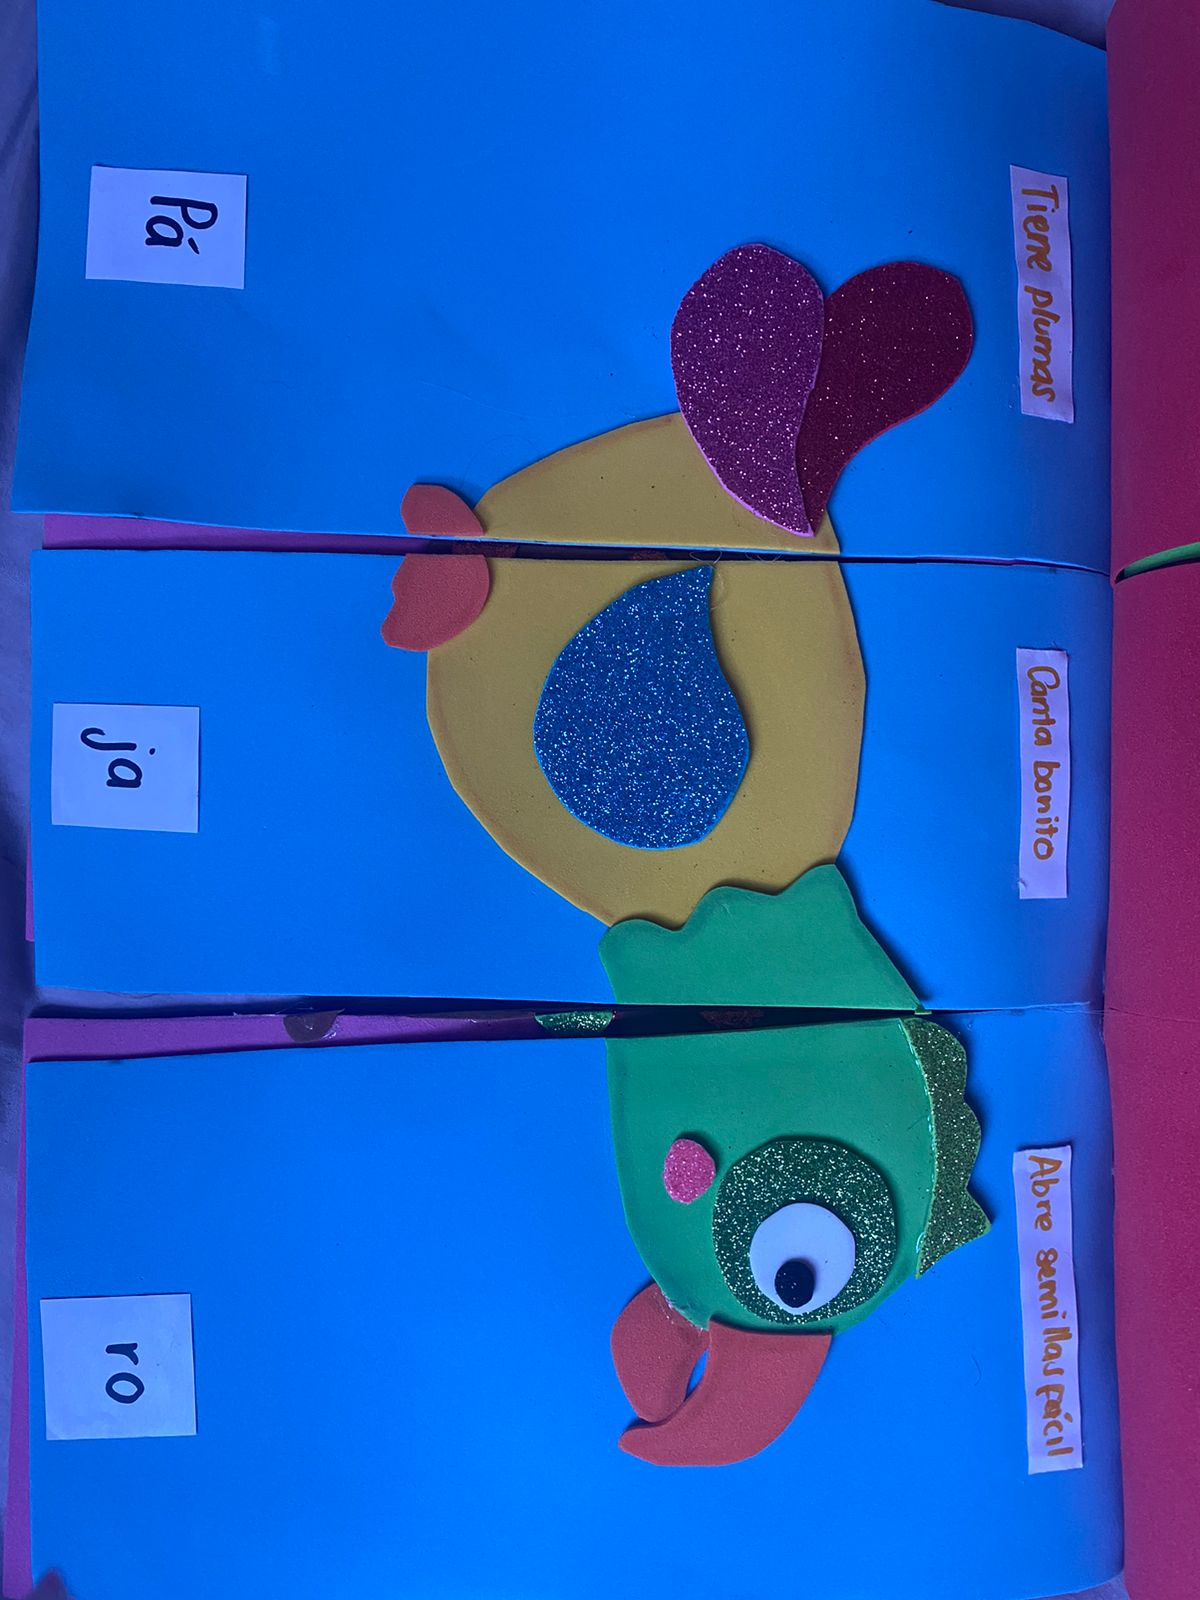 Tiene plumas
Canta bonito
Abre semillas fácil
Pá
ja
ro